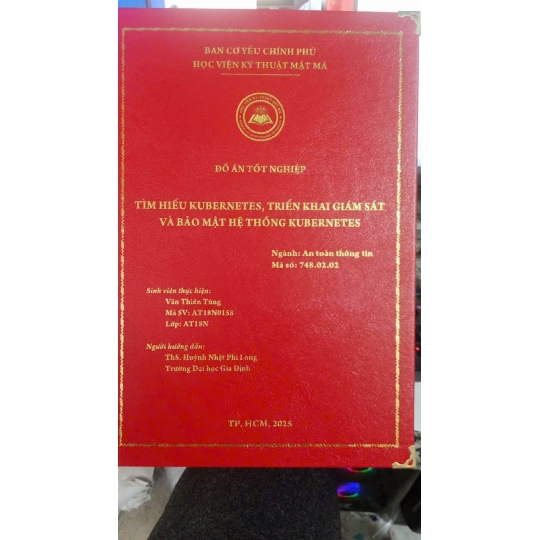 BAN CƠ YẾU CHÍNH PHỦ
HỌC VIỆN KỸ THUẬT MẬT MÃ
ĐỒ ÁN TỐT NGHIỆP
TÌM HIỂU KUBERNETES, TRIỂN KHAI GIÁM SÁT
VÀ BẢO MẬT HỆ THỐNG KUBERNETES
Ngành: An toàn thông tin
Mã số: 748.02.02
Sinh viên thực hiện:
Văn Thiên Tùng
Mã SV: AT18N0158
Lớp: AT18N
Người hướng dẫn:
ThS. Huỳnh Nhật Phi Long
Trường Đại học Gia Định
TP. HCM, 2025